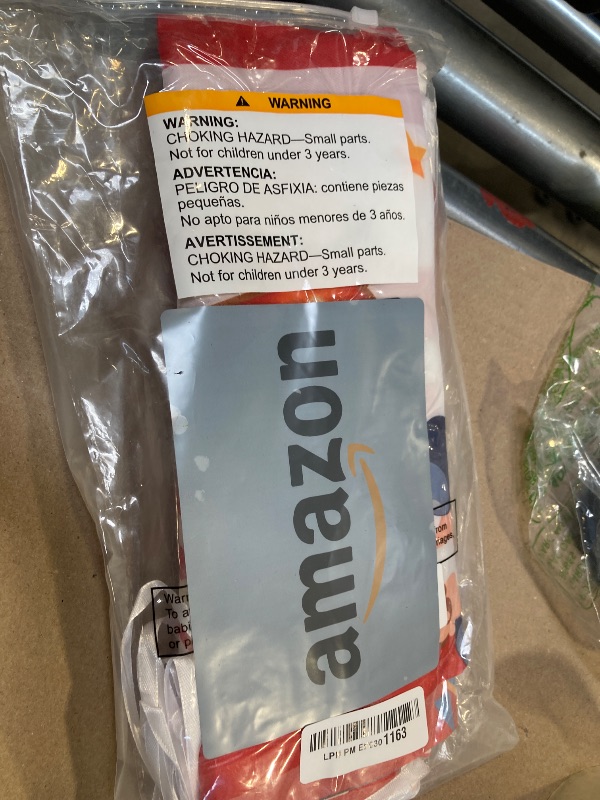 WARNING
WARNING:
CHOKING HAZARD—Small parts.
Not for children under 3 years.
ADVERTENCIA:
PELIGRO DE ASFIXIA: contiene piezas
pequeñas.
No apto para niños menores de 3 años.
AVERTISSEMENT:
CHOKING HAZARD—Small parts.
Not for children under 3 years.
amazon
To a
or p
1163